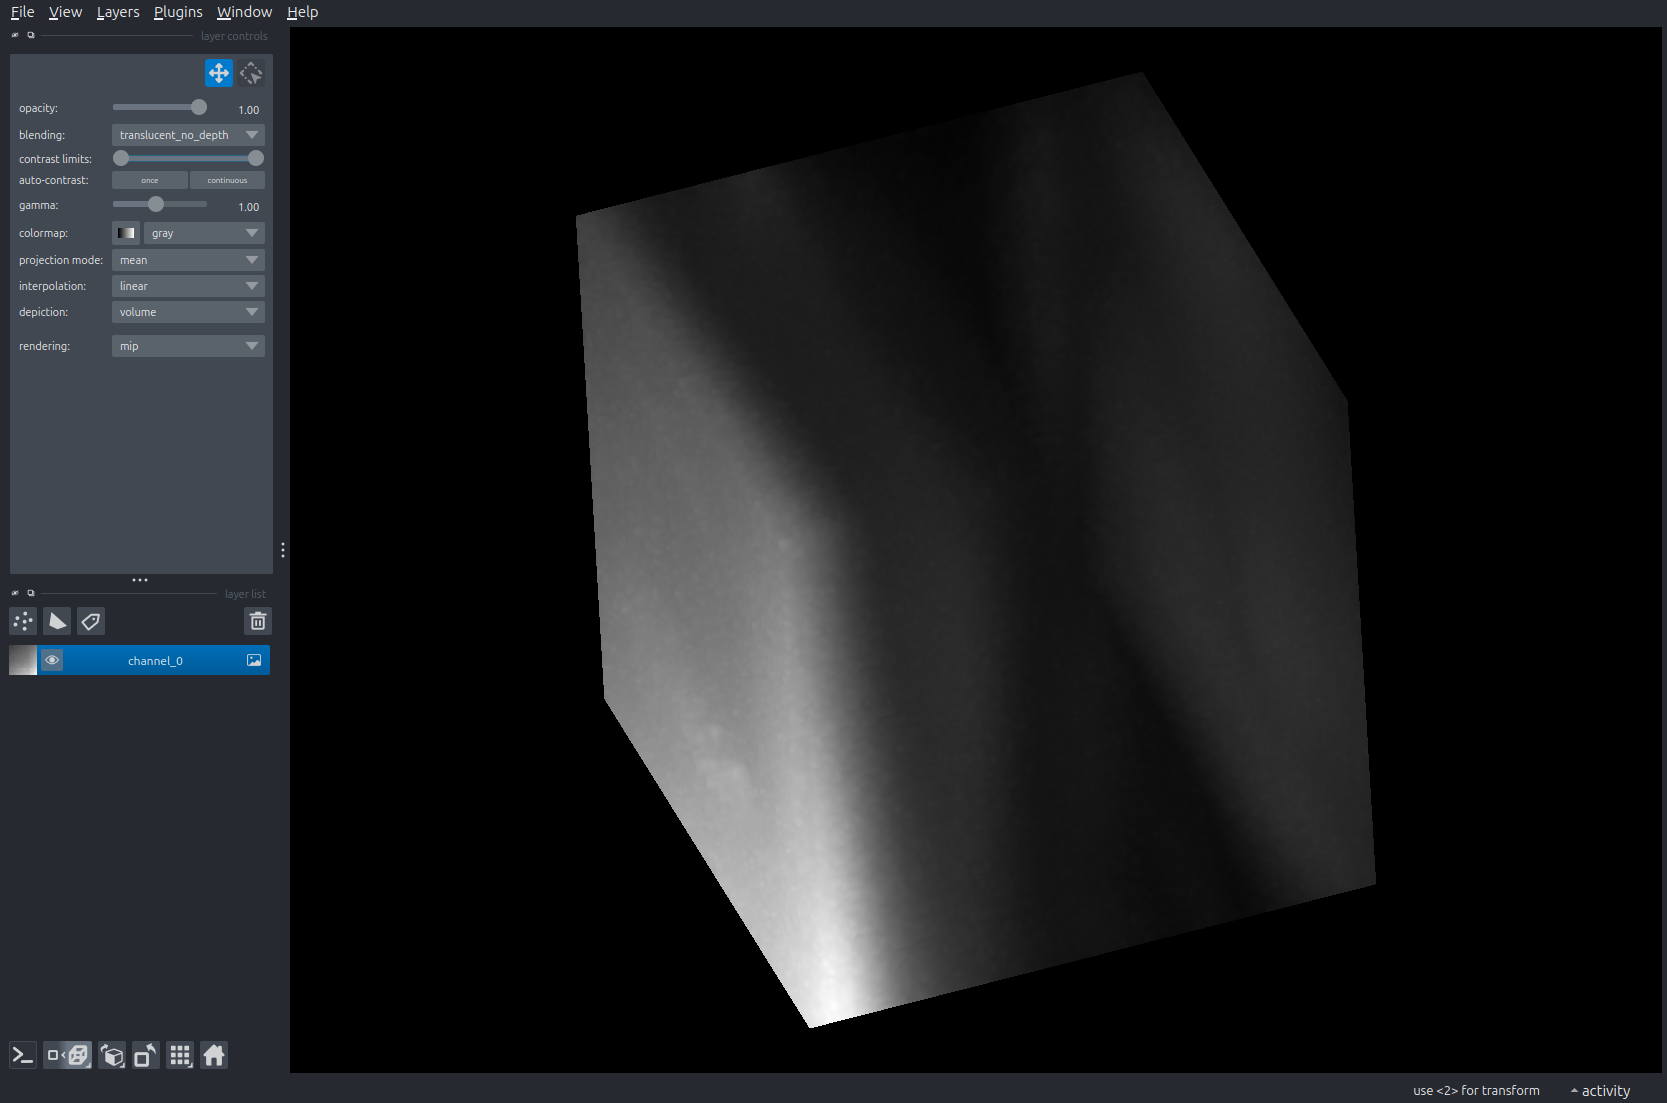 File View Layers Plugins Window Help
layer controls
opacity: 1.00
blending: translucent_no_depth
contrast limits:
auto-contrast: once continuous
gamma: 1.00
colormap: gray
projection mode: mean
interpolation: linear
depiction: volume
rendering: mip
layer list
channel_0
use <2> for transform activity